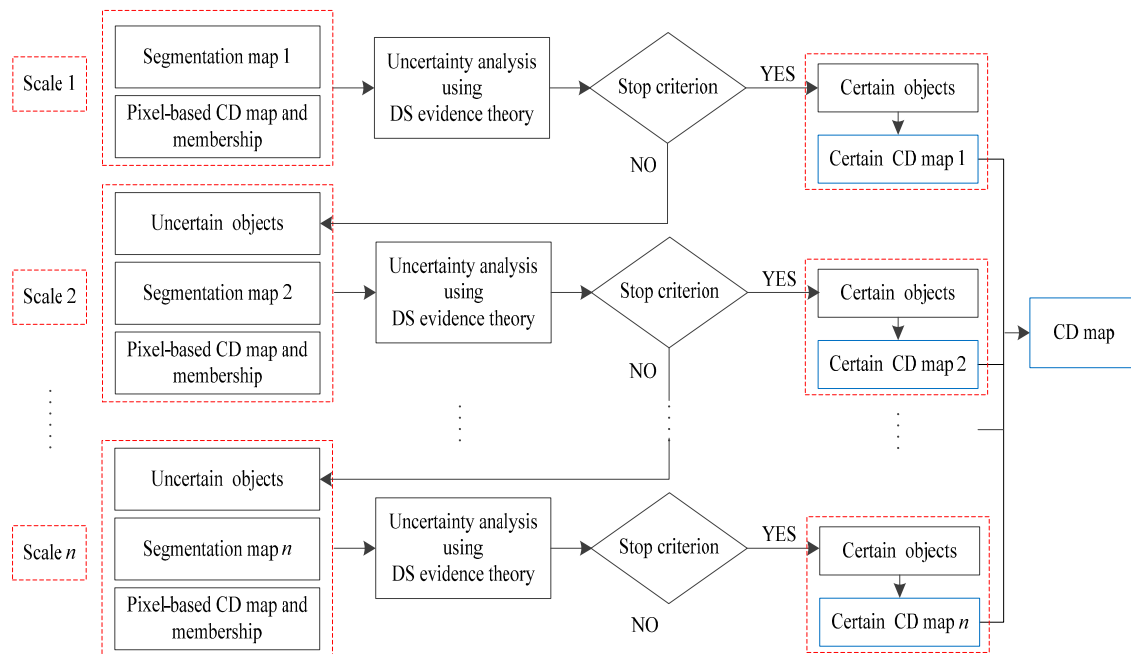 Scale 1
Segmentation map 1
Pixel-based CD map and
membership
Uncertainty analysis
using
DS evidence theory
Stop criterion
YES
NO
Certain objects
Certain CD map 1
Scale 2
Uncertain objects
Segmentation map 2
Pixel-based CD map and
membership
Uncertainty analysis
using
DS evidence theory
Stop criterion
YES
NO
Certain objects
Certain CD map 2
CD map
Scale n
Uncertain objects
Segmentation map n
Pixel-based CD map and
membership
Uncertainty analysis
using
DS evidence theory
Stop criterion
YES
NO
Certain objects
Certain CD map n